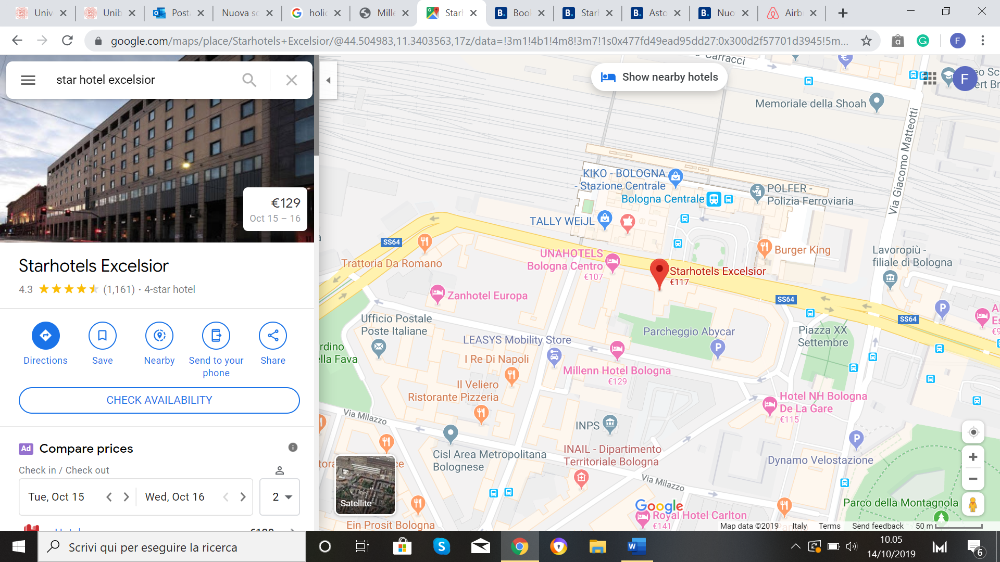 Univ
Unib
Posta
Nuova sc
holid
Mille
Starh
Book
Starh
Asto
Nuo
Airb
google.com/maps/place/Starhotels+Excelsior/@44.504983,11.3403563,17z/data=!3m1!4b1!4m8!3m7!1s0x477fd49ead95dd27:0x300d2f57701d3945!5m...
F
star hotel excelsior
€129
Oct 15 – 16
Starhotels Excelsior
4.3 (1,161) · 4-star hotel
Directions
Save
Nearby
Send to your
phone
Share
CHECK AVAILABILITY
Ad Compare prices
Check in / Check out
Tue, Oct 15
Wed, Oct 16
2
Show nearby hotels
F
Carracci
Memoriale della Shoah
Via Giacomo Matteotti
KIKO - BOLOGNA
- Stazione Centrale
Bologna Centrale
POLFER -
Polizia Ferroviaria
TALLY WEiJL
SS64
Trattoria Da Romano
UNAHOTELS
Bologna Centro
€107
Burger King
Lavoropiù -
filiale di Bologna
Starhotels Excelsior
€117
Zanhotel Europa
SS64
SS64
Ufficio Postale
Poste Italiane
Parcheggio Abycar
P
Piazza XX
Settembre
P
LEASYS Mobility Store
rdino
lla Fava
I Re Di Napoli
Millenn Hotel Bologna
€129
Il Veliero
Ristorante Pizzeria
Hotel NH Bologna
De La Gare
€115
Via Milazzo
INPS
P
Cisl Area Metropolitana
Bolognese
INAIL - Dipartimento
Territoriale Bologna
Dynamo Velostazione
Via Milazzo
Satellite
Parco della Montagnola
Google
Royal Hotel Carlton
€141
Ein Prosit Bologna
Map data ©2019 Italy Terms Send feedback 50 m
Scrivi qui per eseguire la ricerca
10.05
14/10/2019
6